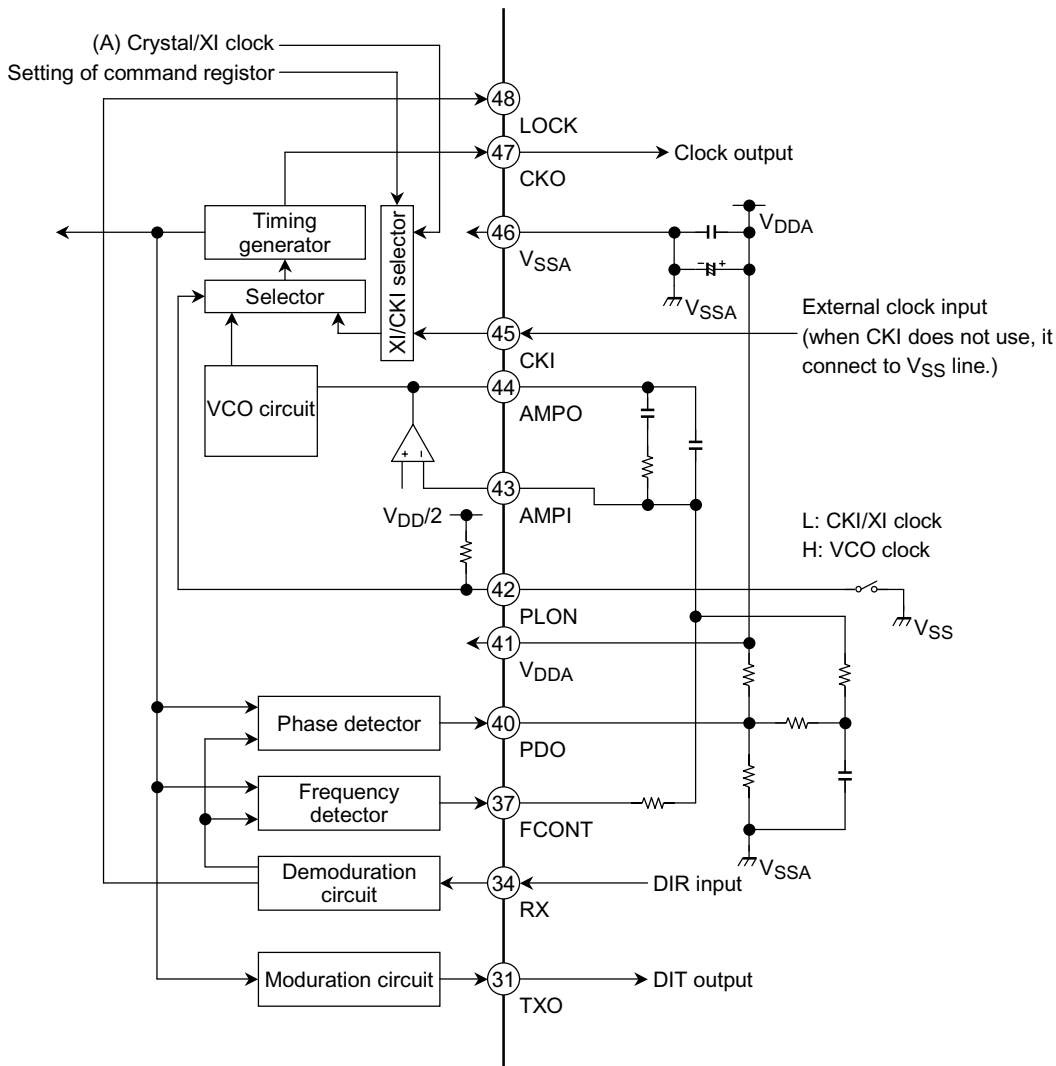 (A) Crystal/XI clock
Setting of command registor
48
LOCK
47
Clock output
CKO
Timing
generator
XI/CKI selector
46
VSSA
VDDA
− +
VSSA
Selector
45
CKI
External clock input
(when CKI does not use, it
connect to VSS line.)
VCO circuit
44
AMPO
+ −
43
AMPI
VDD/2
L: CKI/XI clock
H: VCO clock
42
PLON
VSS
41
VDDA
Phase detector
40
PDO
Frequency
detector
37
FCONT
VSSA
Demoduration
circuit
34
DIR input
RX
Moduration circuit
31
DIT output
TXO